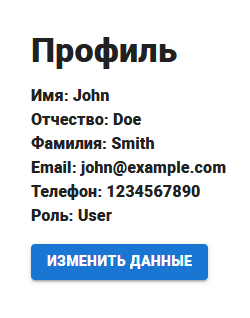 Профиль
Имя: John
Отчество: Doe
Фамилия: Smith
Email: john@example.com
Телефон: 1234567890
Роль: User
ИЗМЕНИТЬ ДАННЫЕ